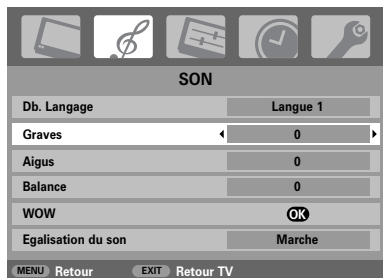 SON
Db. Langage Langue 1
Graves 0
Aigus 0
Balance 0
WOW OK
Egalisation du son Marche
MENU Retour EXIT Retour TV